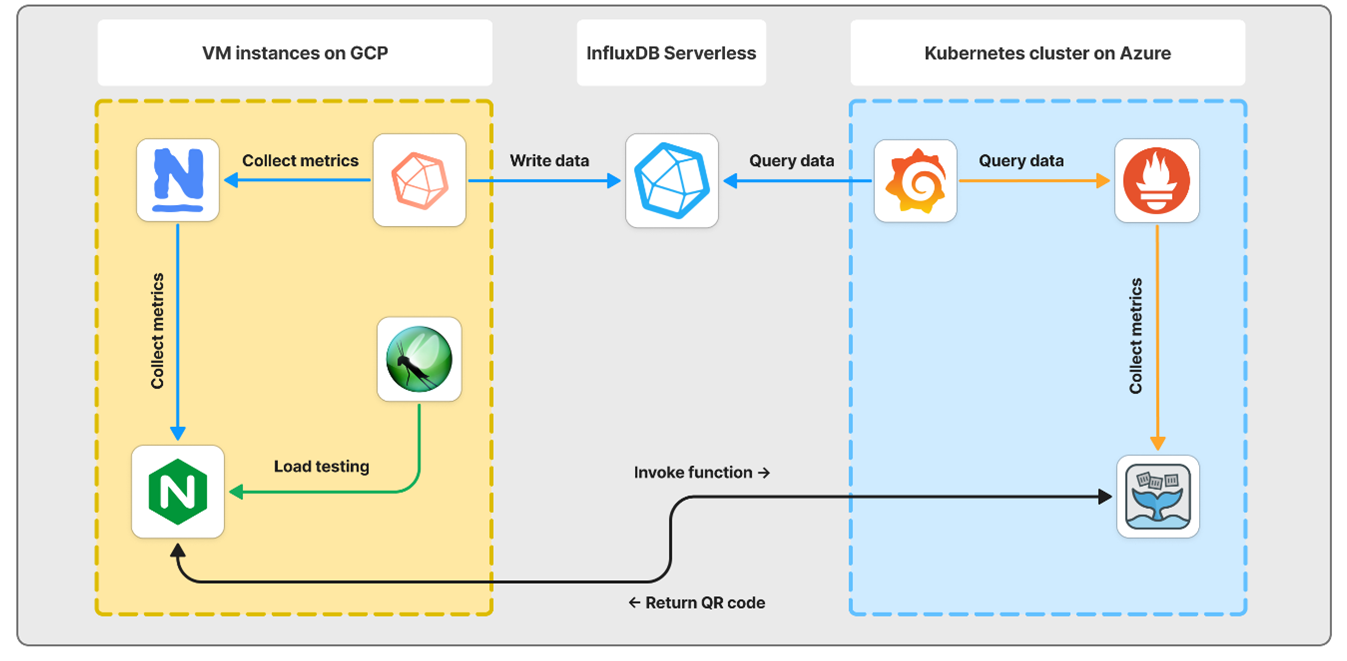 VM instances on GCP
InfluxDB Serverless
Kubernetes cluster on Azure
Collect metrics
Write data
Query data
Query data
Collect metrics
Collect metrics
Load testing
Invoke function →
← Return QR code